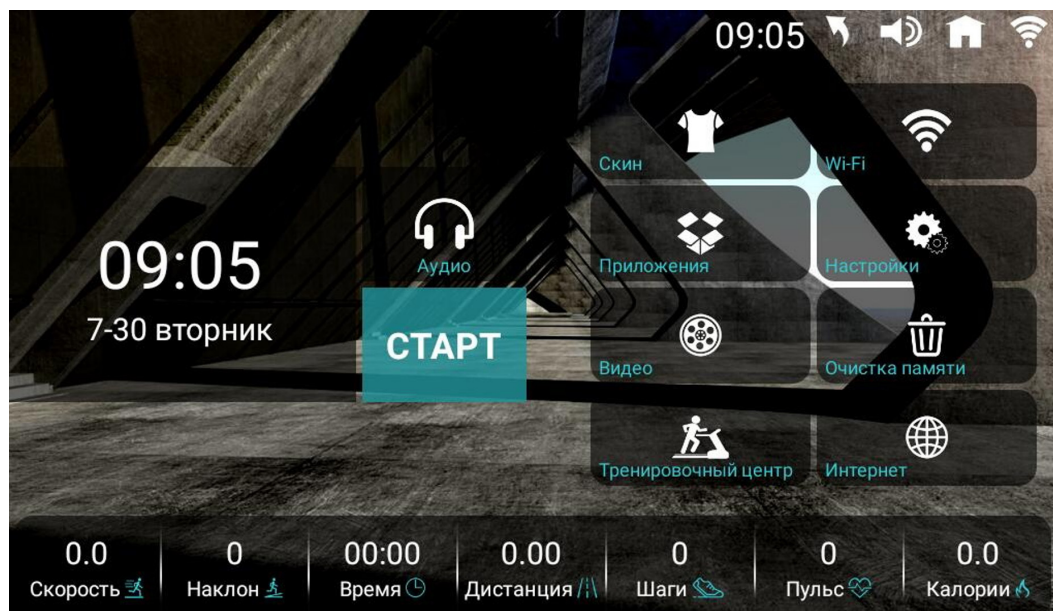 09:05
Скин
Wi-Fi
09:05
7-30 вторник
Аудио
СТАРТ
Приложения
Настройки
Видео
Очистка памяти
Тренировочный центр
Интернет
0.0
Скорость
0
Наклон
00:00
Время
0.00
Дистанция
0
Шаги
0
Пульс
0.0
Калории